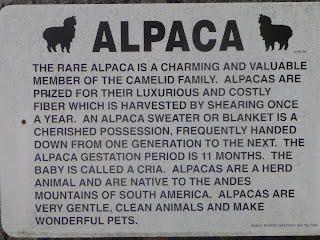 ALPACA
THE RARE ALPACA IS A CHARMING AND VALUABLE
MEMBER OF THE CAMELID FAMILY. ALPACAS ARE
PRIZED FOR THEIR LUXURIOUS AND COSTLY
FIBER WHICH IS HARVESTED BY SHEARING ONCE
A YEAR. AN ALPACA SWEATER OR BLANKET IS A
CHERISHED POSSESSION, FREQUENTLY HANDED
DOWN FROM ONE GENERATION TO THE NEXT. THE
ALPACA GESTATION PERIOD IS 11 MONTHS. THE
BABY IS CALLED A CRIA. ALPACAS ARE A HERD
ANIMAL AND ARE NATIVE TO THE ANDES
MOUNTAINS OF SOUTH AMERICA. ALPACAS ARE
VERY GENTLE, CLEAN ANIMALS AND MAKE
WONDERFUL PETS.